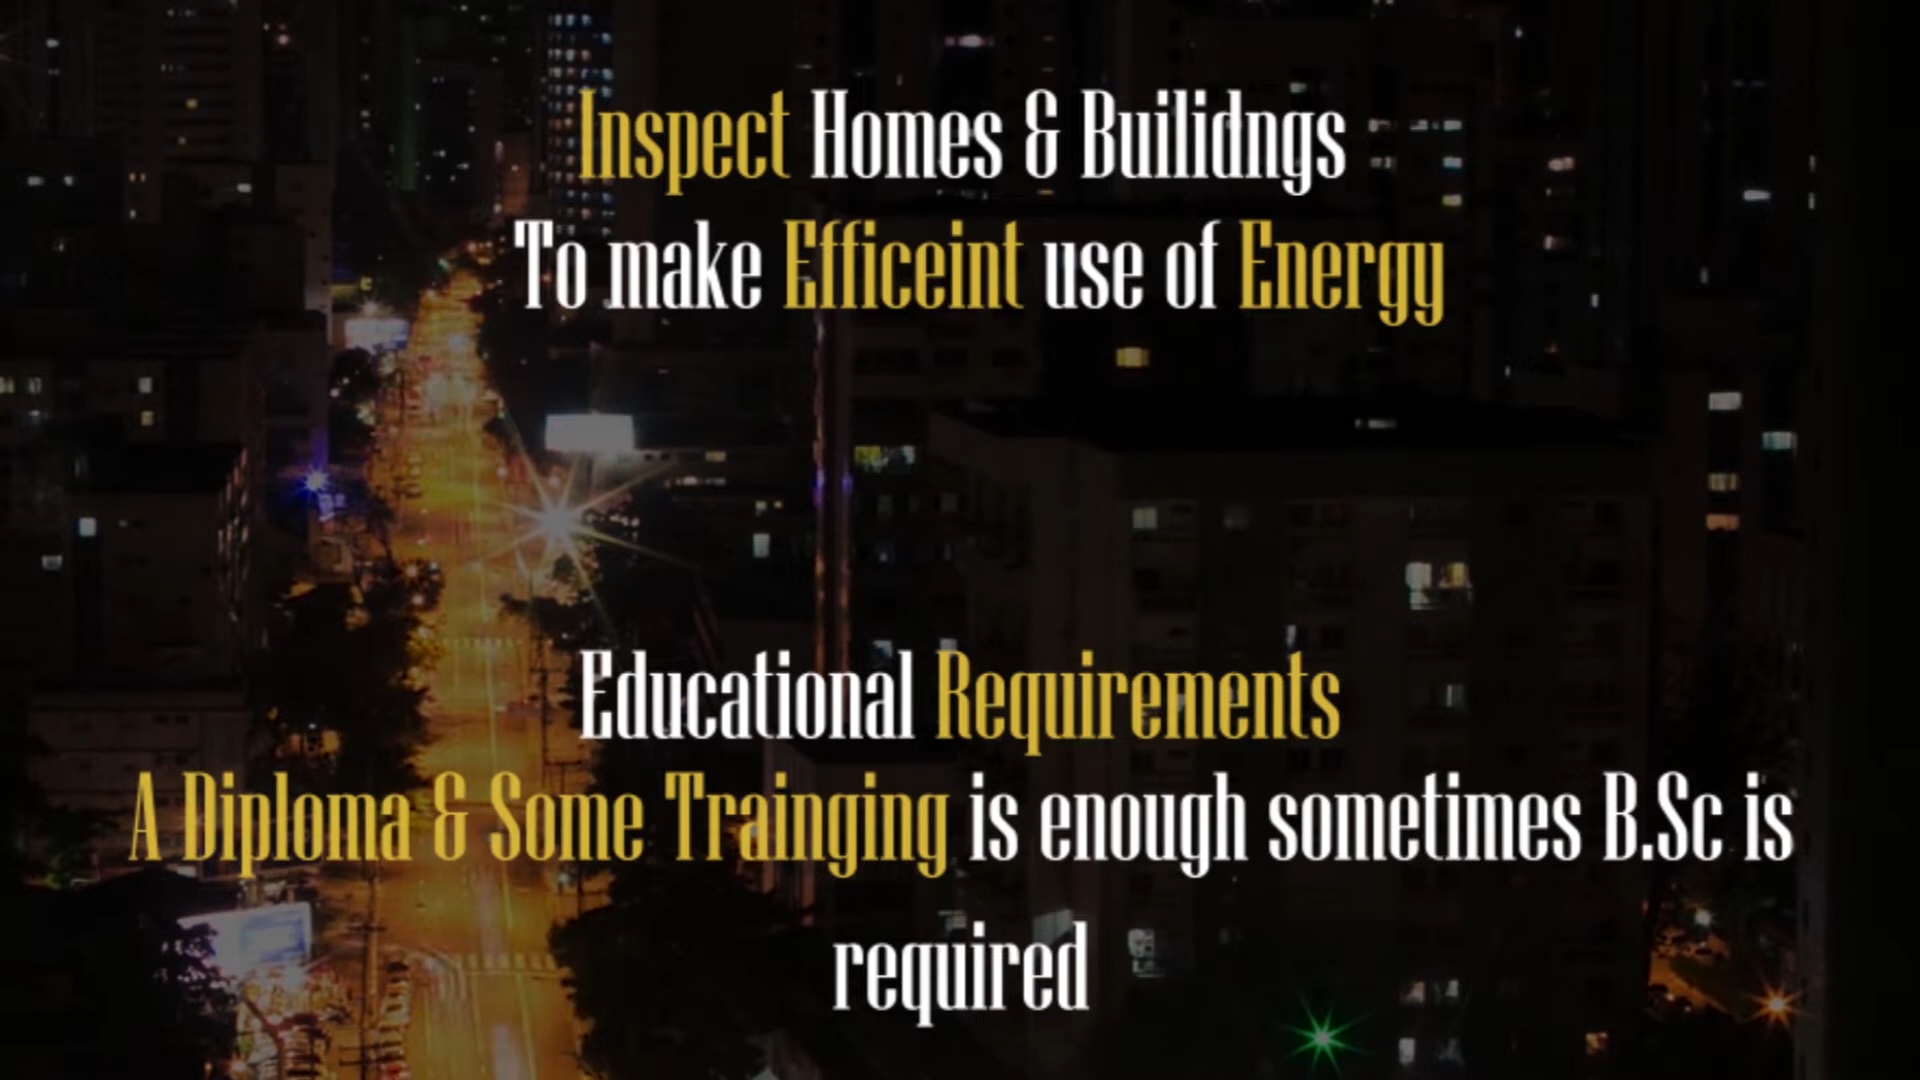 Inspect Homes & Builidngs
To make Efficeint use of Energy
Educational Requirements
A Diploma & Some Trainging is enough sometimes B.Sc is
required